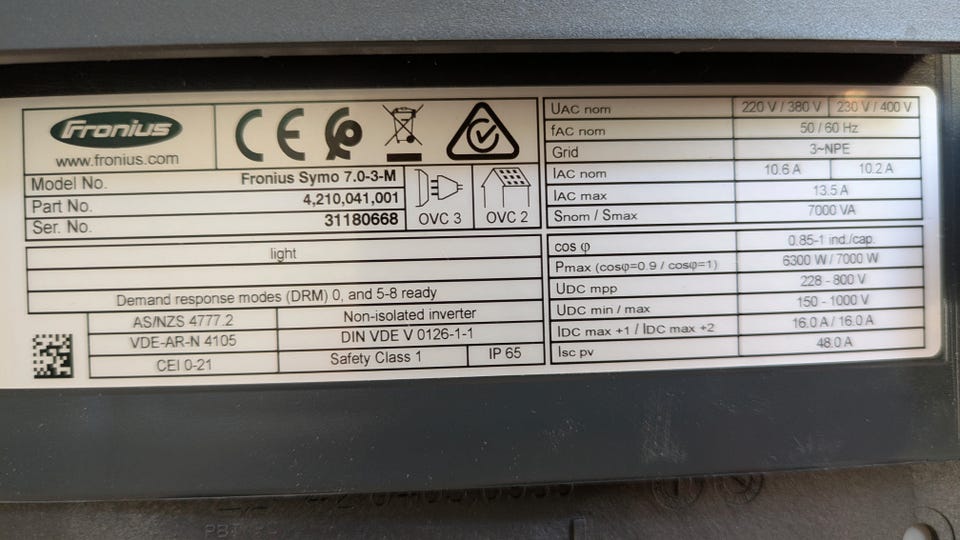 Fronius
www.fronius.com
CE
Model No. Fronius Symo 7.0-3-M
Part No. 4,210,041,001
Ser. No. 31180668
OVC 3 OVC 2
light
Demand response modes (DRM) 0, and 5-8 ready
AS/NZS 4777.2 Non-isolated inverter
VDE-AR-N 4105 DIN VDE V 0126-1-1
CEI 0-21 Safety Class 1 IP 65
UAC nom 220 V / 380 V 230 V / 400 V
fAC nom 50 / 60 Hz
Grid 3~NPE
IAC nom 10.6 A 10.2 A
IAC max 13.5 A
Snom / Smax 7000 VA
cos φ 0.85-1 ind./cap.
Pmax (cosφ=0.9 / cosφ=1) 6300 W / 7000 W
UDC mpp 228 - 800 V
UDC min / max 150 - 1000 V
IDC max +1 / IDC max +2 16.0 A / 16.0 A
Isc pv 48.0 A